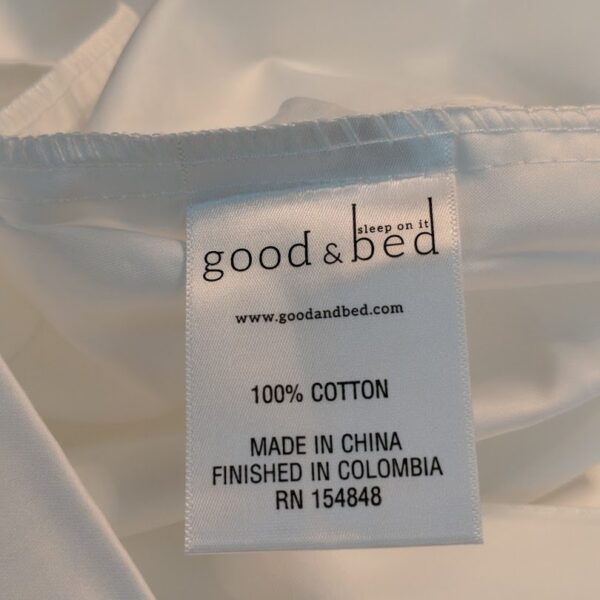 sleep on it
good & bed
www.goodandbed.com
100% COTTON
MADE IN CHINA
FINISHED IN COLOMBIA
RN 154848